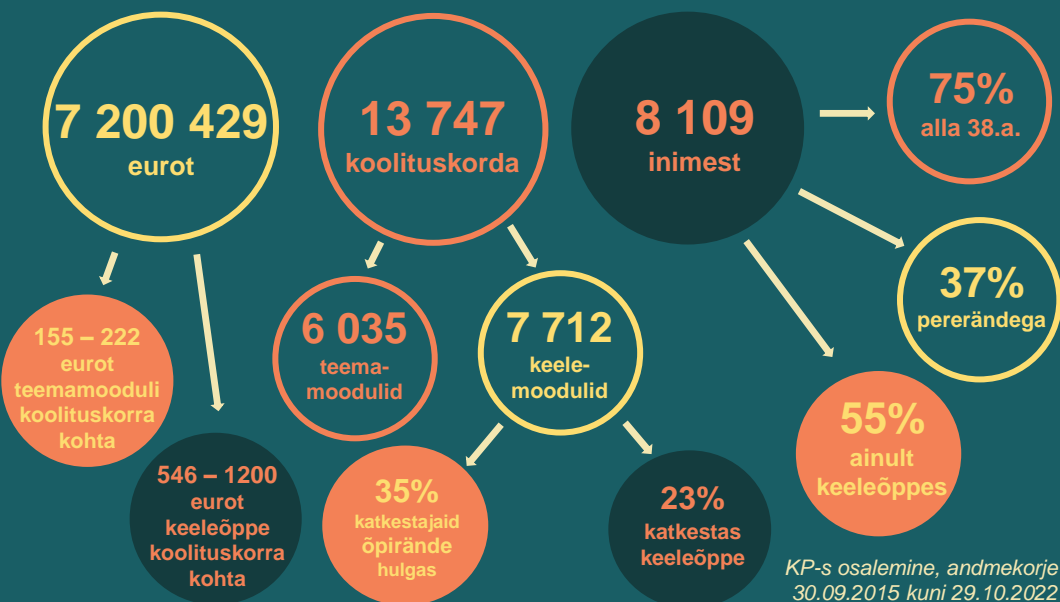 7 200 429
eurot
13 747
koolituskorda
8 109
inimest
75%
alla 38.a.
37%
pererändega
155 – 222
eurot
teemamooduli
koolituskorra
kohta
6 035
teema-
moodulid
7 712
keele-
moodulid
55%
ainult
keeleõppes
546 – 1200
eurot
keeleõppe
koolituskorra
kohta
35%
katkestajaid
õpirände
hulgas
23%
katkestas
keeleõppe
KP-s osalemine, andmekorje
30.09.2015 kuni 29.10.2022